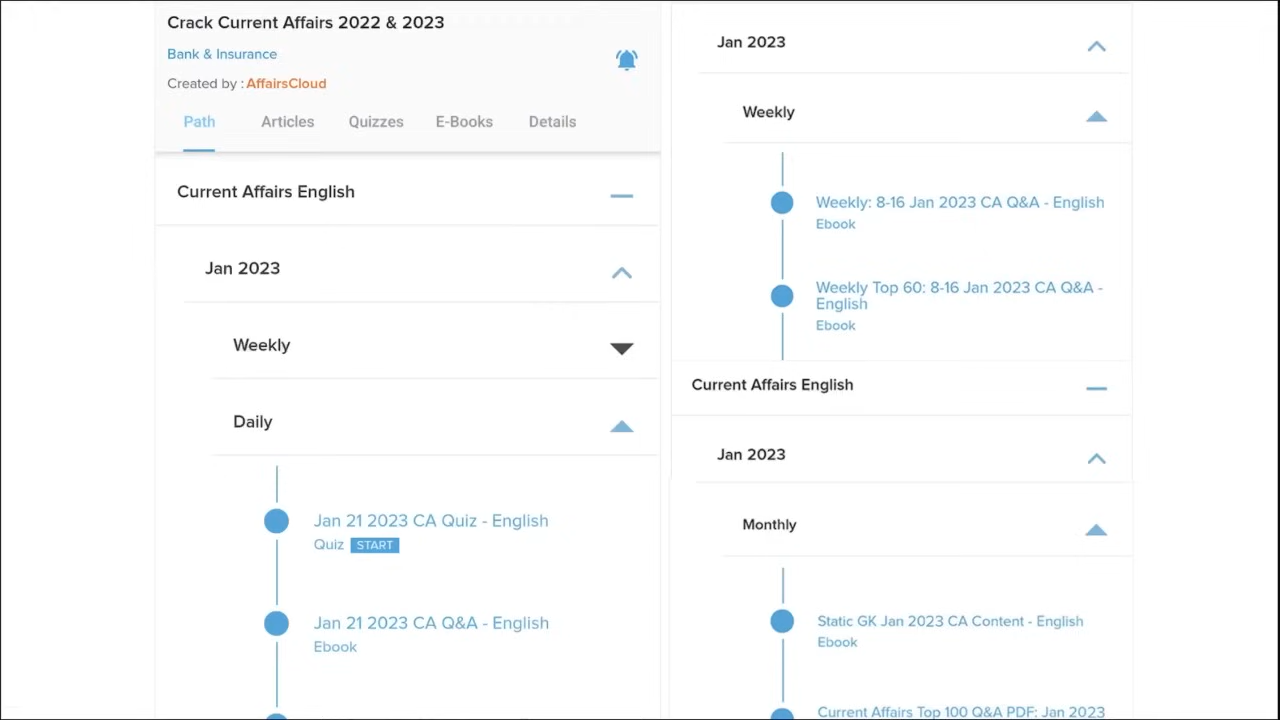 Crack Current Affairs 2022 & 2023
Bank & Insurance
Created by : AffairsCloud
Path Articles Quizzes E-Books Details
Current Affairs English
Jan 2023
Weekly
Daily
Jan 21 2023 CA Quiz - English
Quiz START
Jan 21 2023 CA Q&A - English
Ebook
Jan 2023
Weekly
Weekly: 8-16 Jan 2023 CA Q&A - English
Ebook
Weekly Top 60: 8-16 Jan 2023 CA Q&A -
English
Ebook
Current Affairs English
Jan 2023
Monthly
Static GK Jan 2023 CA Content - English
Ebook
Current Affairs Top 100 Q&A PDF: Jan 2023